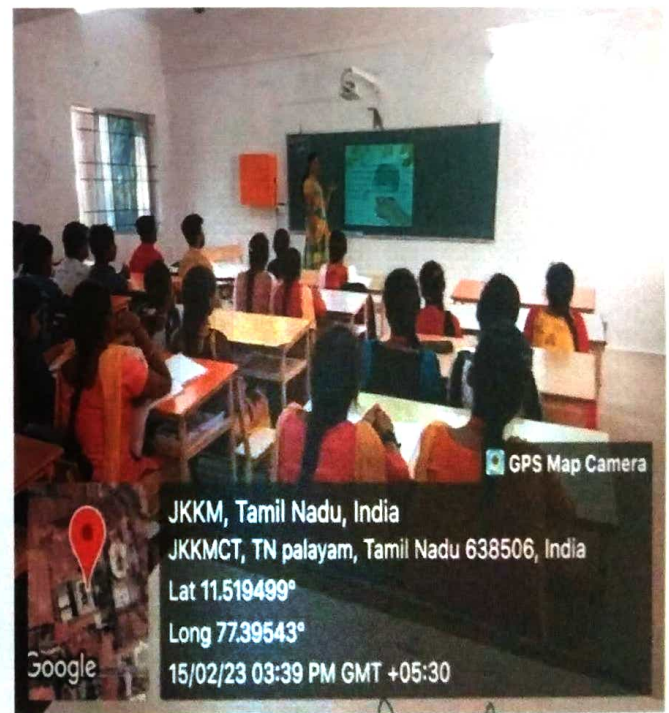 GPS Map Camera
JKKM, Tamil Nadu, India
JKKMCT, TN palayam, Tamil Nadu 638506, India
Lat 11.519499°
Long 77.39543°
15/02/23 03:39 PM GMT +05:30
Google